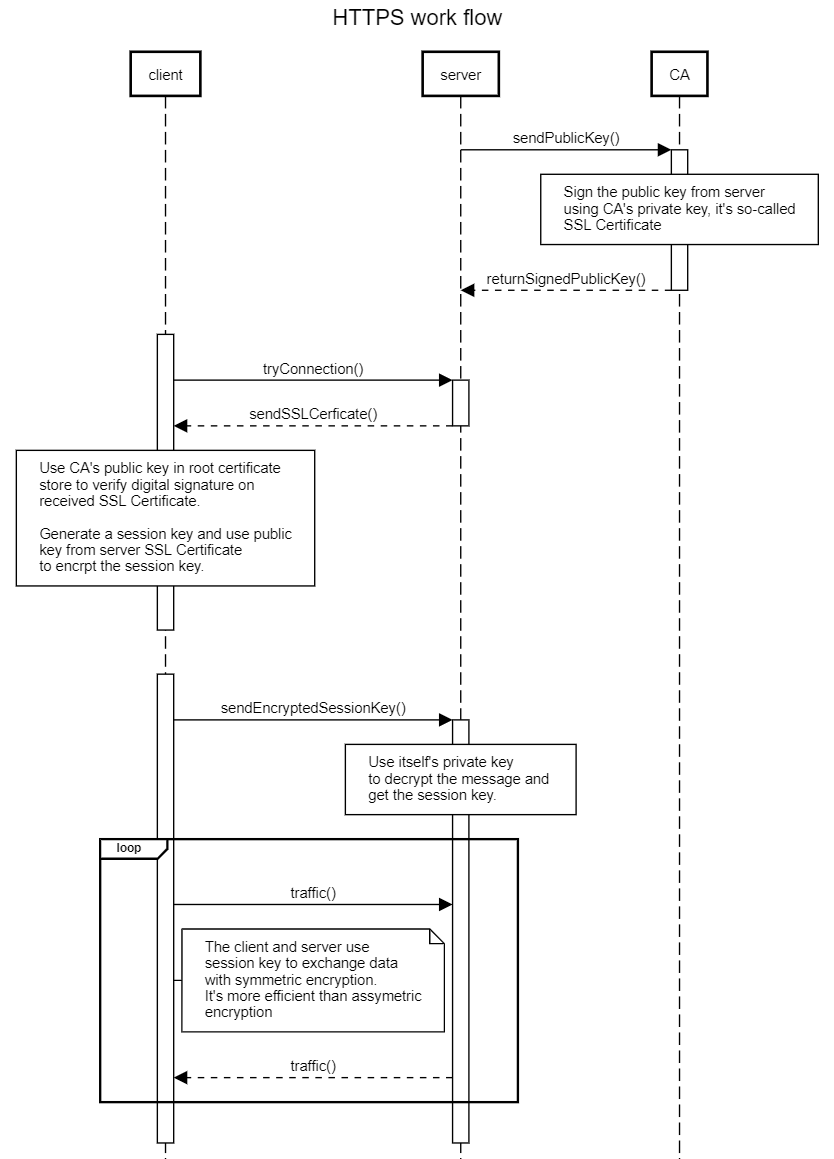 HTTPS work flow
client
server
CA
sendPublicKey()
Sign the public key from server
using CA's private key, it's so-called
SSL Certificate
returnSignedPublicKey()
tryConnection()
sendSSLCerficate()
Use CA's public key in root certificate
store to verify digital signature on
received SSL Certificate.
Generate a session key and use public
key from server SSL Certificate
to encrpt the session key.
sendEncryptedSessionKey()
Use itself's private key
to decrypt the message and
get the session key.
loop
traffic()
The client and server use
session key to exchange data
with symmetric encryption.
It's more efficient than assymetric
encryption
traffic()